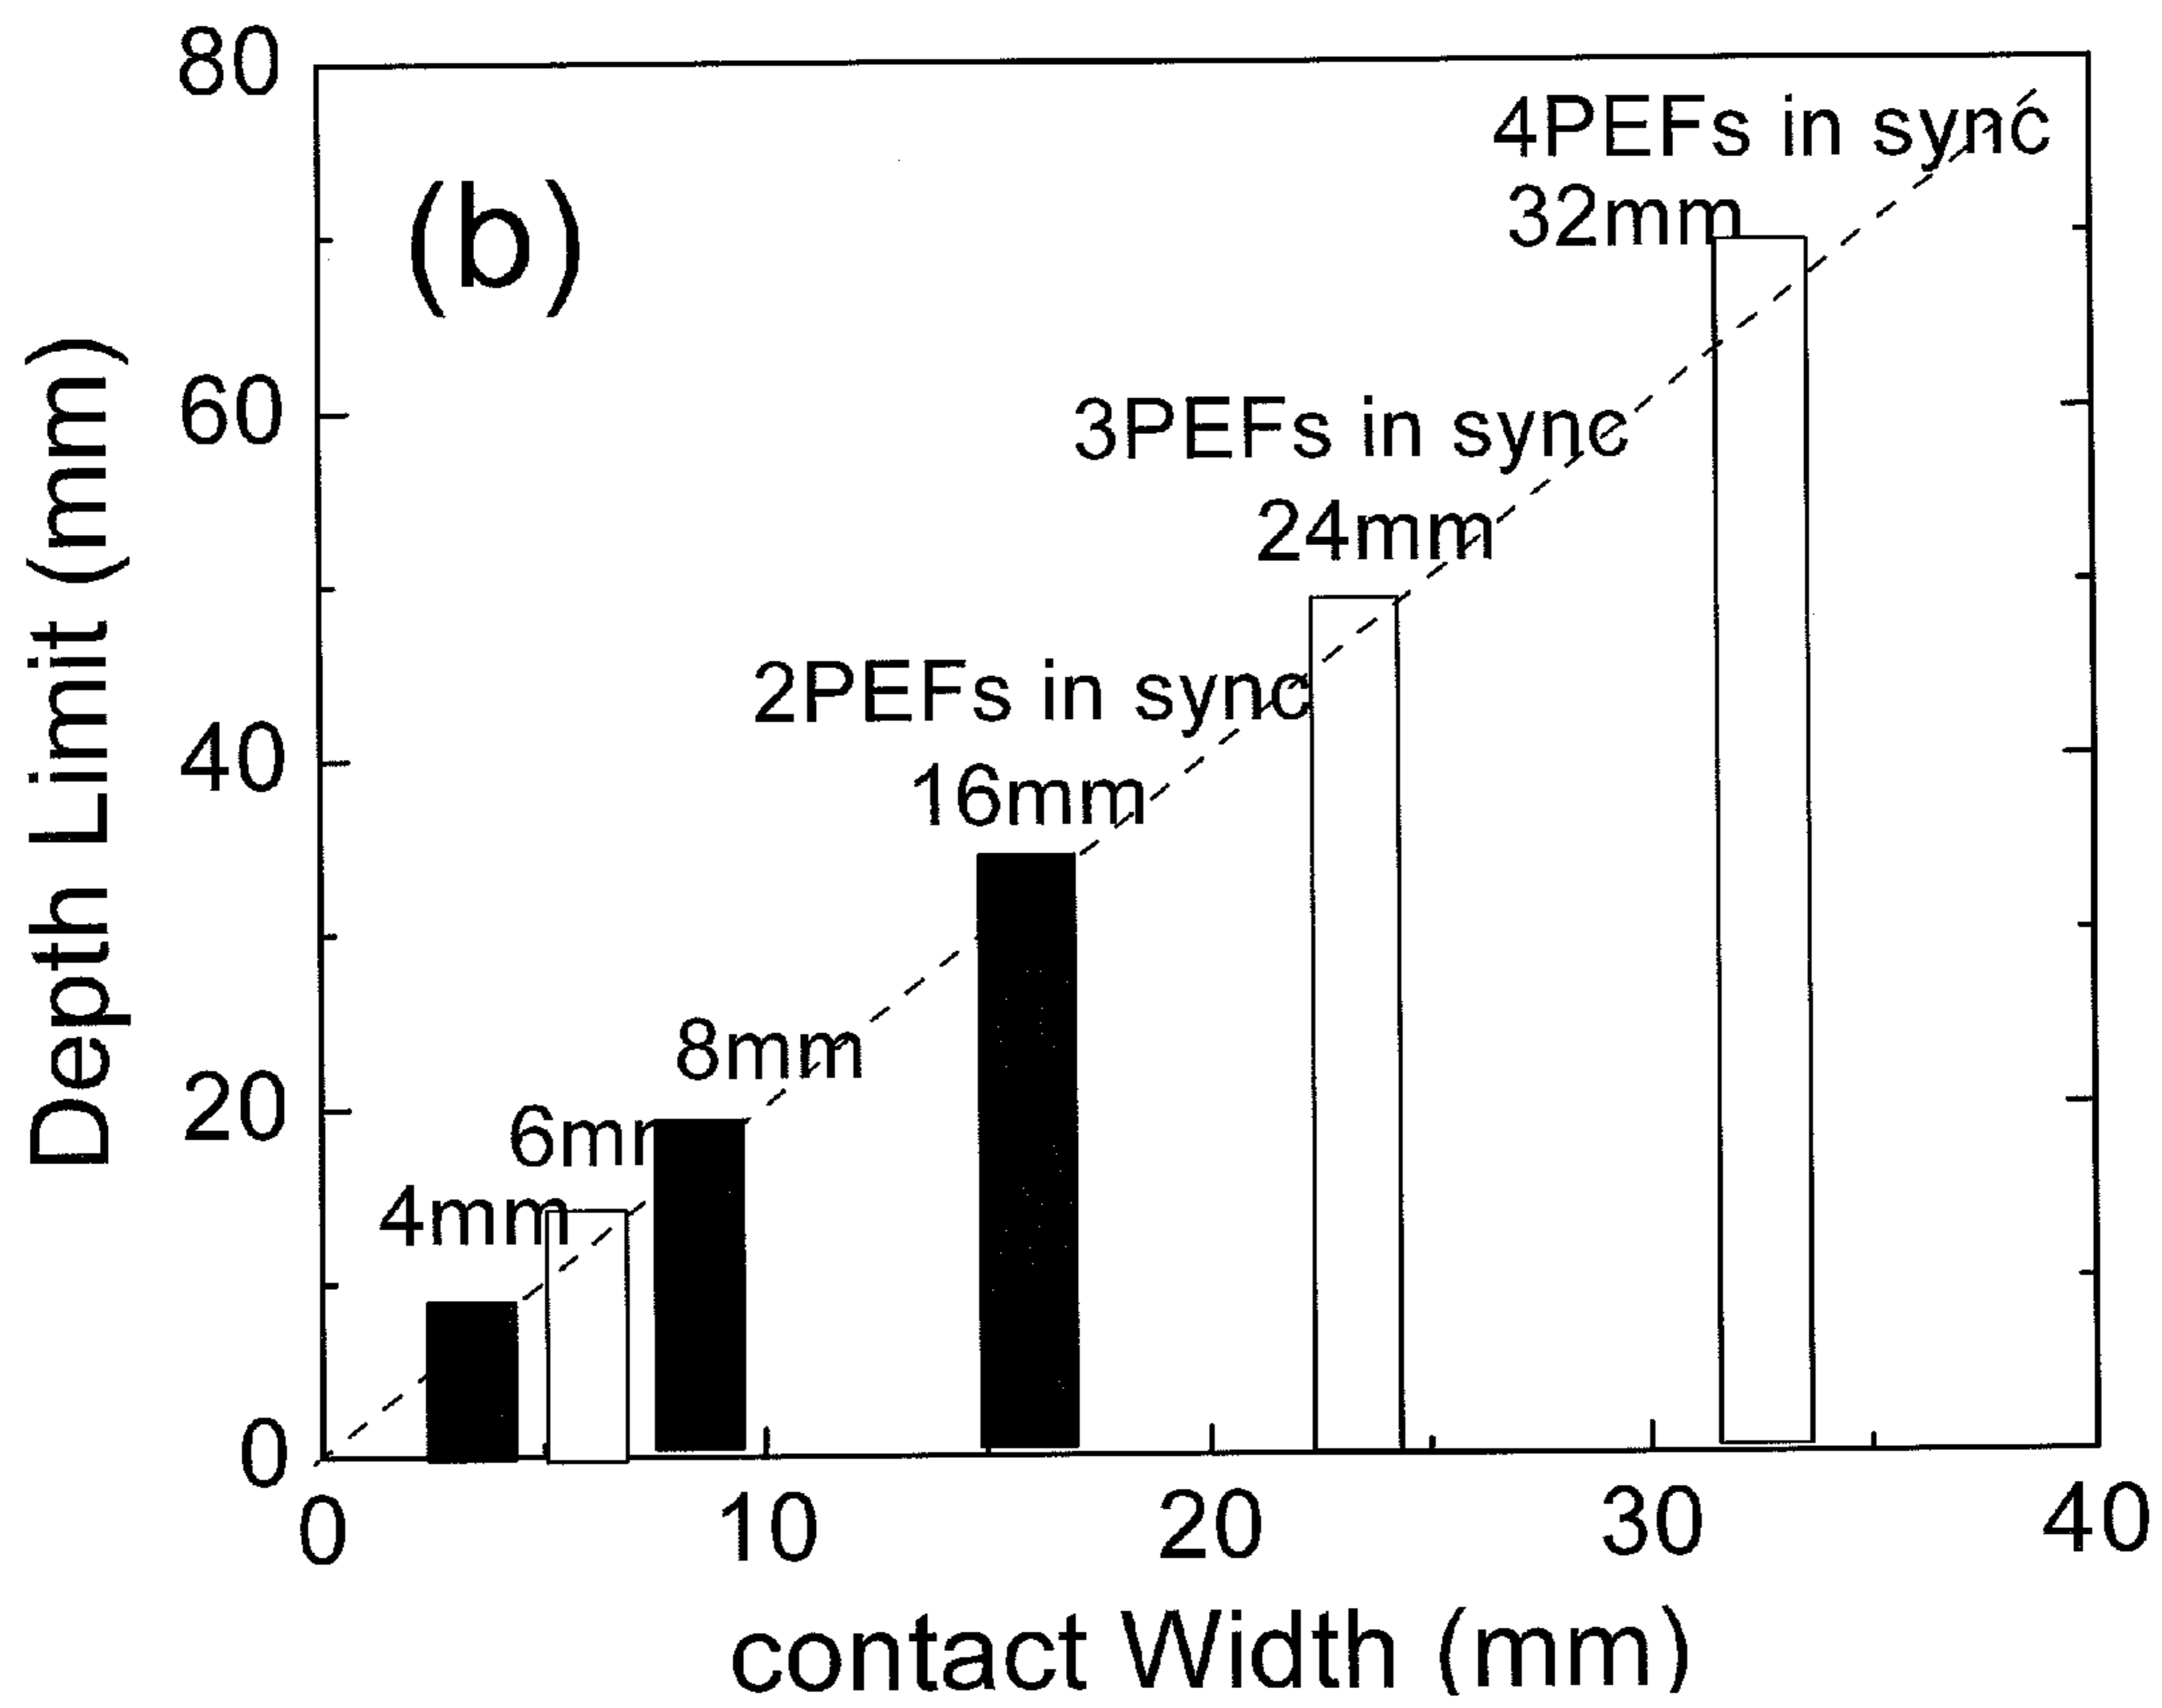 80
4PEFs in sync
32mm
(b)
60
3PEFs in sync
24mm
2PEFs in sync
40
16mm
8mm
20
6m
4mm
0
0 10 20 30 40
contact Width (mm)
Depth Limit (mm)